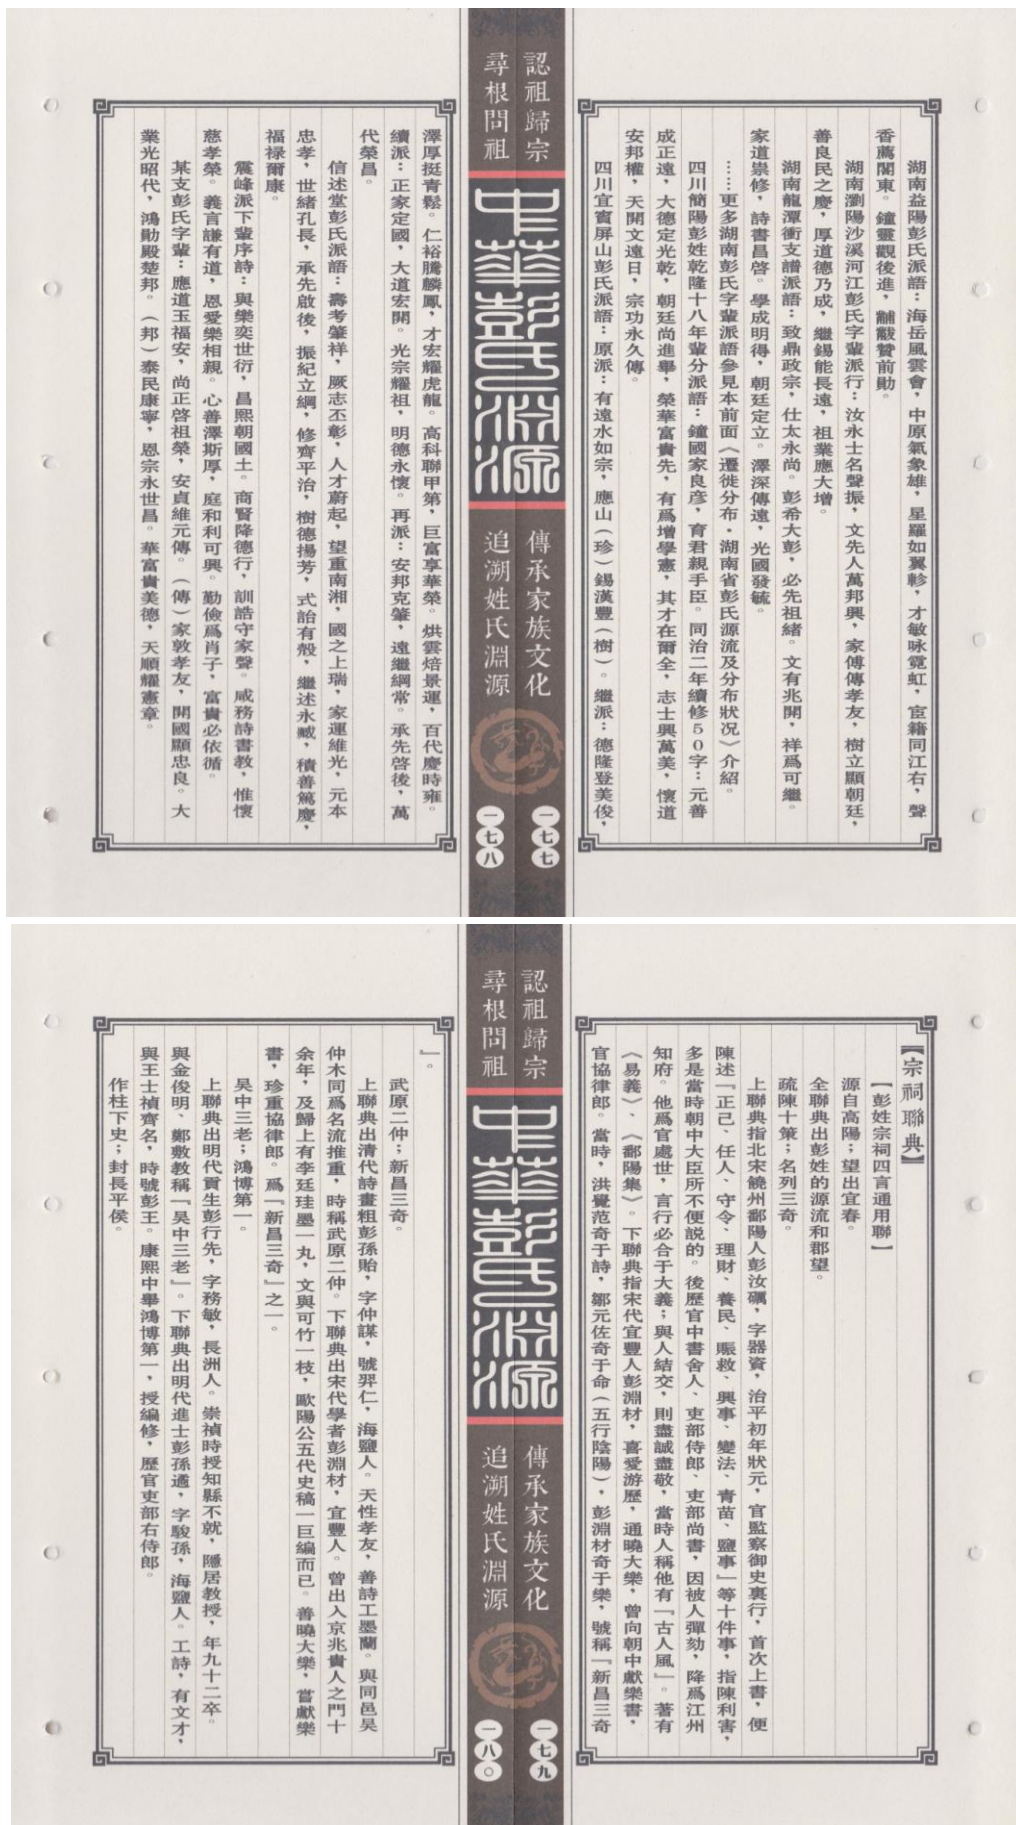 湖南益陽彭氏派語：海岳風雲會，中原氣象雄，星羅如翼軫，才敏咏霓虹，宦籍同江右，聲
香薦閣東。鐘靈觀後進，黼黻贊前勛。
湖南瀏陽沙溪河江彭氏字輩派行：汝永士名聲振，文先人萬邦興，家傳傳孝友，樹立顯朝廷，
善良民之慶，厚道德乃成，繼錫能長遠，祖業應大增。
湖南龍潭衝支譜派語：致鼎政宗，仕太永尚。彭希大彭，必先祖緒。文有兆開，祥爲可繼。
家道崇修，詩書昌啓。學成明得，朝廷定立。澤深傳遠，光國發毓。
……更多湖南彭氏字輩派語參見本前面《遷徙分布·湖南省彭氏源流及分布狀况》介紹。
四川簡陽彭姓乾隆十八年輩分派語：鐘國家良彦，育君親手臣。同治二年續修50字：元善
成正遠，大德定光乾，朝廷尚進舉，榮華富貴先，有爲增學憲，其才在爾全，志士興萬美，懷道
安邦權，天開文遠日，宗功永久傳。
四川宜賓屏山彭氏派語：原派：有遠水如宗，應山（珍）錫漢豐（樹）。繼派：德隆登美俊，
認祖歸宗
尋根問祖
中華彭氏淵源
傳承家族文化
追溯姓氏淵源
一七七
一七八
澤厚挺青鬆。仁裕騰麟鳳，才宏耀虎龍。高科聯甲第，巨富享華榮。烘雲焙景運，百代慶時雍。
續派：正家定國，大道宏開。光宗耀祖，明德永懷。再派：安邦克肇，遠繼綱常。承先啓後，萬
代榮昌。
信述堂彭氏派語：壽考肇祥，厥志丕彰，人才蔚起，望重南湘，國之上瑞，家運維光，元本
忠孝，世緒孔長，承先啟後，振紀立綱，修齊平治，樹德揚芳，式詒有榖，繼述永臧，積善篤慶，
福禄爾康。
震峰派下輩序詩：與樂奕世衍，昌熙朝國土。商賢降德行，訓誥守家聲。咸務詩書教，惟懷
慈孝榮。義言謙有道，恩愛樂相親。心善澤斯厚，庭和利可興。勤儉爲肖子，富貴必依循。
某支彭氏字輩：應道玉福安，尚正啓祖榮，安貞維元傳。（傳）家敦孝友，開國顯忠良。大
業光昭代，鴻勛殿楚邦。（邦）泰民康寧，恩宗永世昌。華富貴美德，天順耀憲章。
【宗祠聯典】
【彭姓宗祠四言通用聯】
源自高陽；望出宜春。
全聯典出彭姓的源流和郡望。
疏陳十策；名列三奇。
上聯典指北宋饒州鄱陽人彭汝礪，字器資，治平初年狀元，官監察御史裏行，首次上書，便
陳述『正己、任人、守令、理財、養民、賑救、興事、變法、青苗、鹽事』等十件事，指陳利害，
多是當時朝中大臣所不便説的。後歷官中書舍人、吏部侍郎、吏部尚書，因被人彈劾，降爲江州
知府。他爲官處世，言行必合于大義；與人結交，則盡誠盡敬，當時人稱他有『古人風』。著有
《易義》、《鄱陽集》。下聯典指宋代宜豐人彭淵材，喜愛游歷，通曉大樂，曾向朝中獻樂書，
官協律郎。當時，洪覺范奇于詩，鄒元佐奇于命（五行陰陽），彭淵材奇于樂，號稱『新昌三奇
認祖歸宗
尋根問祖
中華彭氏淵源
傳承家族文化
追溯姓氏淵源
一七九
一八〇
』。
武原二仲；新昌三奇。
上聯典出清代詩畫粗彭孫貽，字仲謀，號羿仁，海鹽人。天性孝友，善詩工墨蘭。與同邑吴
仲木同爲名流推重，時稱武原二仲。下聯典出宋代學者彭淵材，宜豐人。曾出入京兆貴人之門十
余年，及歸上有李廷珪墨一丸，文與可竹一枝，歐陽公五代史稿一巨編而已。善曉大樂，嘗獻樂
書，珍重協律郎。爲『新昌三奇』之一。
吴中三老；鴻博第一。
上聯典出明代貢生彭行先，字務敏，長洲人。崇禎時授知縣不就，隱居教授，年九十二卒。
與金俊明、鄭敷教稱『吴中三老』。下聯典出明代進士彭孫遹，字駿孫，海鹽人。工詩，有文才，
與王士禎齊名，時號彭王。康熙中舉鴻博第一，授編修，歷官吏部右侍郎。
作柱下史；封長平侯。